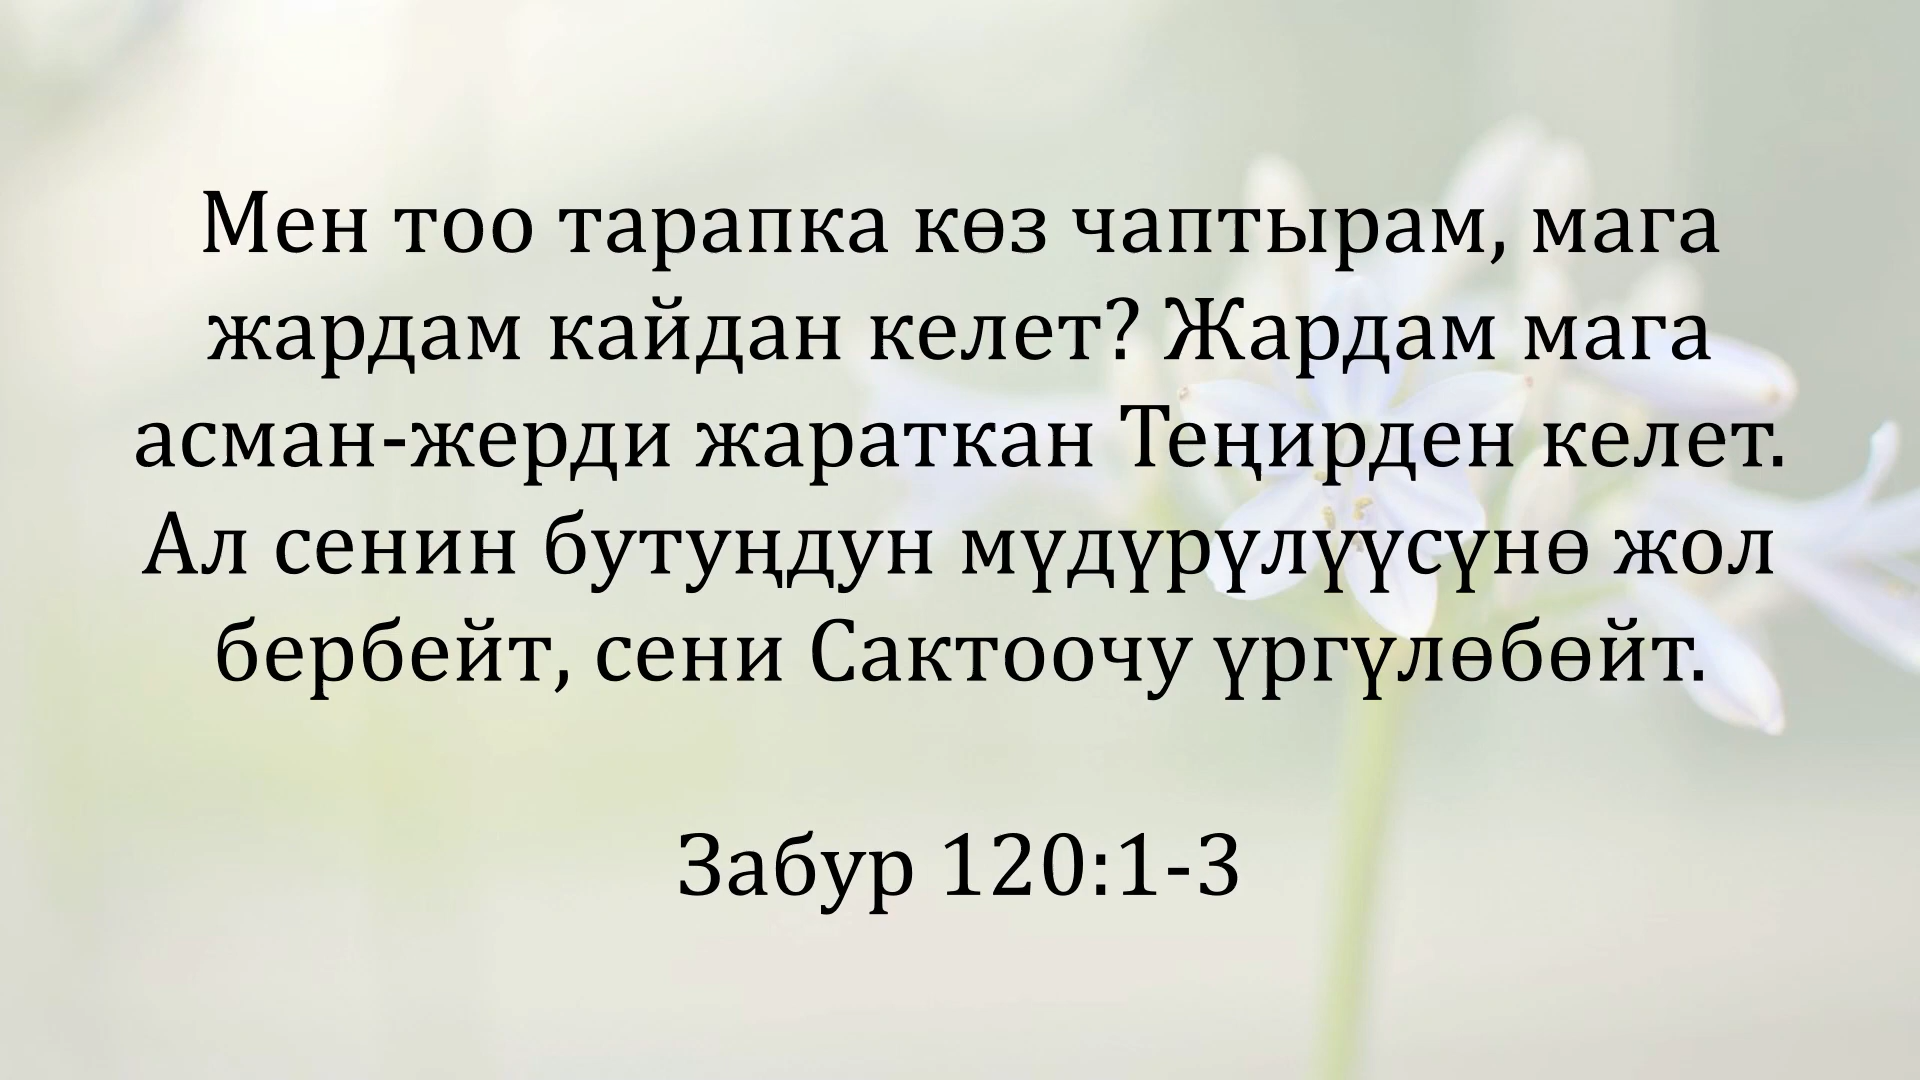 Мен тоо тарапка көз чаптырам, мага
жардам кайдан келет? Жардам мага
асман-жерди жараткан Теңирден келет.
Ал сенин бутуңдун мүдүрүлүүсүнө жол
бербейт, сени Сактоочу үргүлөбөйт.
Забур 120:1-3